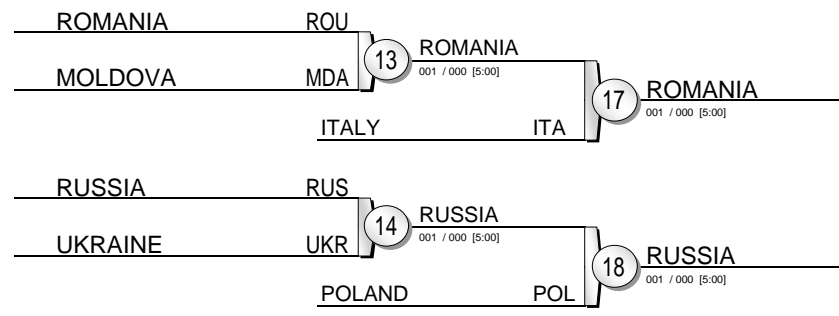 ROMANIA ROU
13 ROMANIA
001 / 000 [5:00]
MOLDOVA MDA
17 ROMANIA
001 / 000 [5:00]
ITALY ITA
RUSSIA RUS
14 RUSSIA
001 / 000 [5:00]
UKRAINE UKR
18 RUSSIA
001 / 000 [5:00]
POLAND POL